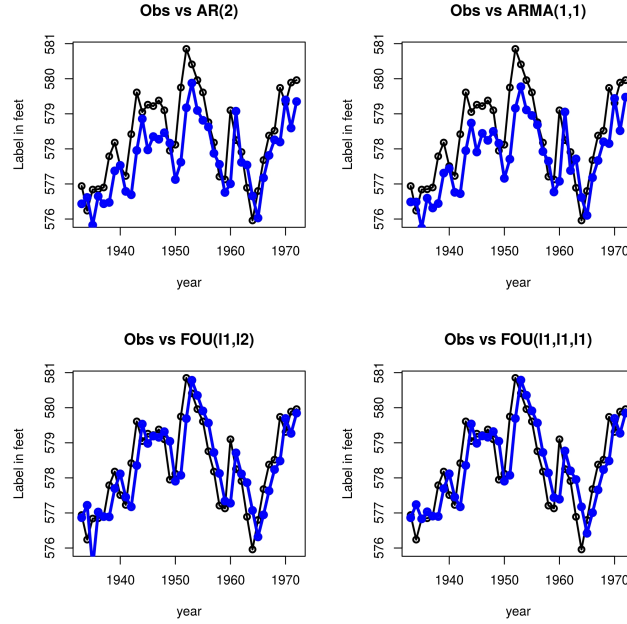 Obs vs AR(2)
Label in feet
581
580
579
578
577
576
1940 1950 1960 1970
year
Obs vs ARMA(1,1)
Label in feet
581
580
579
578
577
576
1940 1950 1960 1970
year
Obs vs FOU(l1,l2)
Label in feet
581
580
579
578
577
576
1940 1950 1960 1970
year
Obs vs FOU(l1,l1,l1)
Label in feet
581
580
579
578
577
576
1940 1950 1960 1970
year